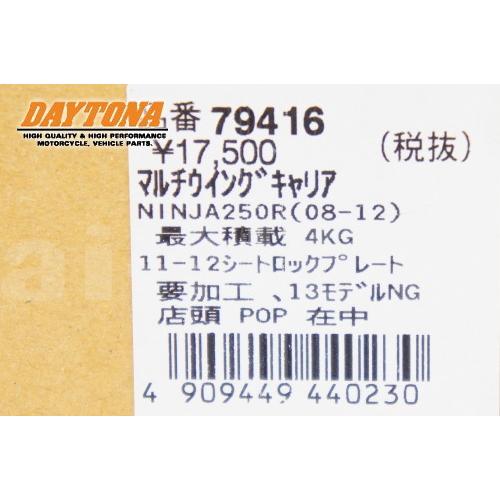 DAYTONA
HIGH QUALITY & HIGH PERFORMANCE
MOTORCYCLE, VEHICLE PARTS.
番 79416
¥17,500 (税抜)
マルチウイングキャリア
NINJA250R(08-12)
最大積載 4KG
11-12シートロックプレート
要加工 、13モデルNG
店頭 POP 在中
4 909449 440230